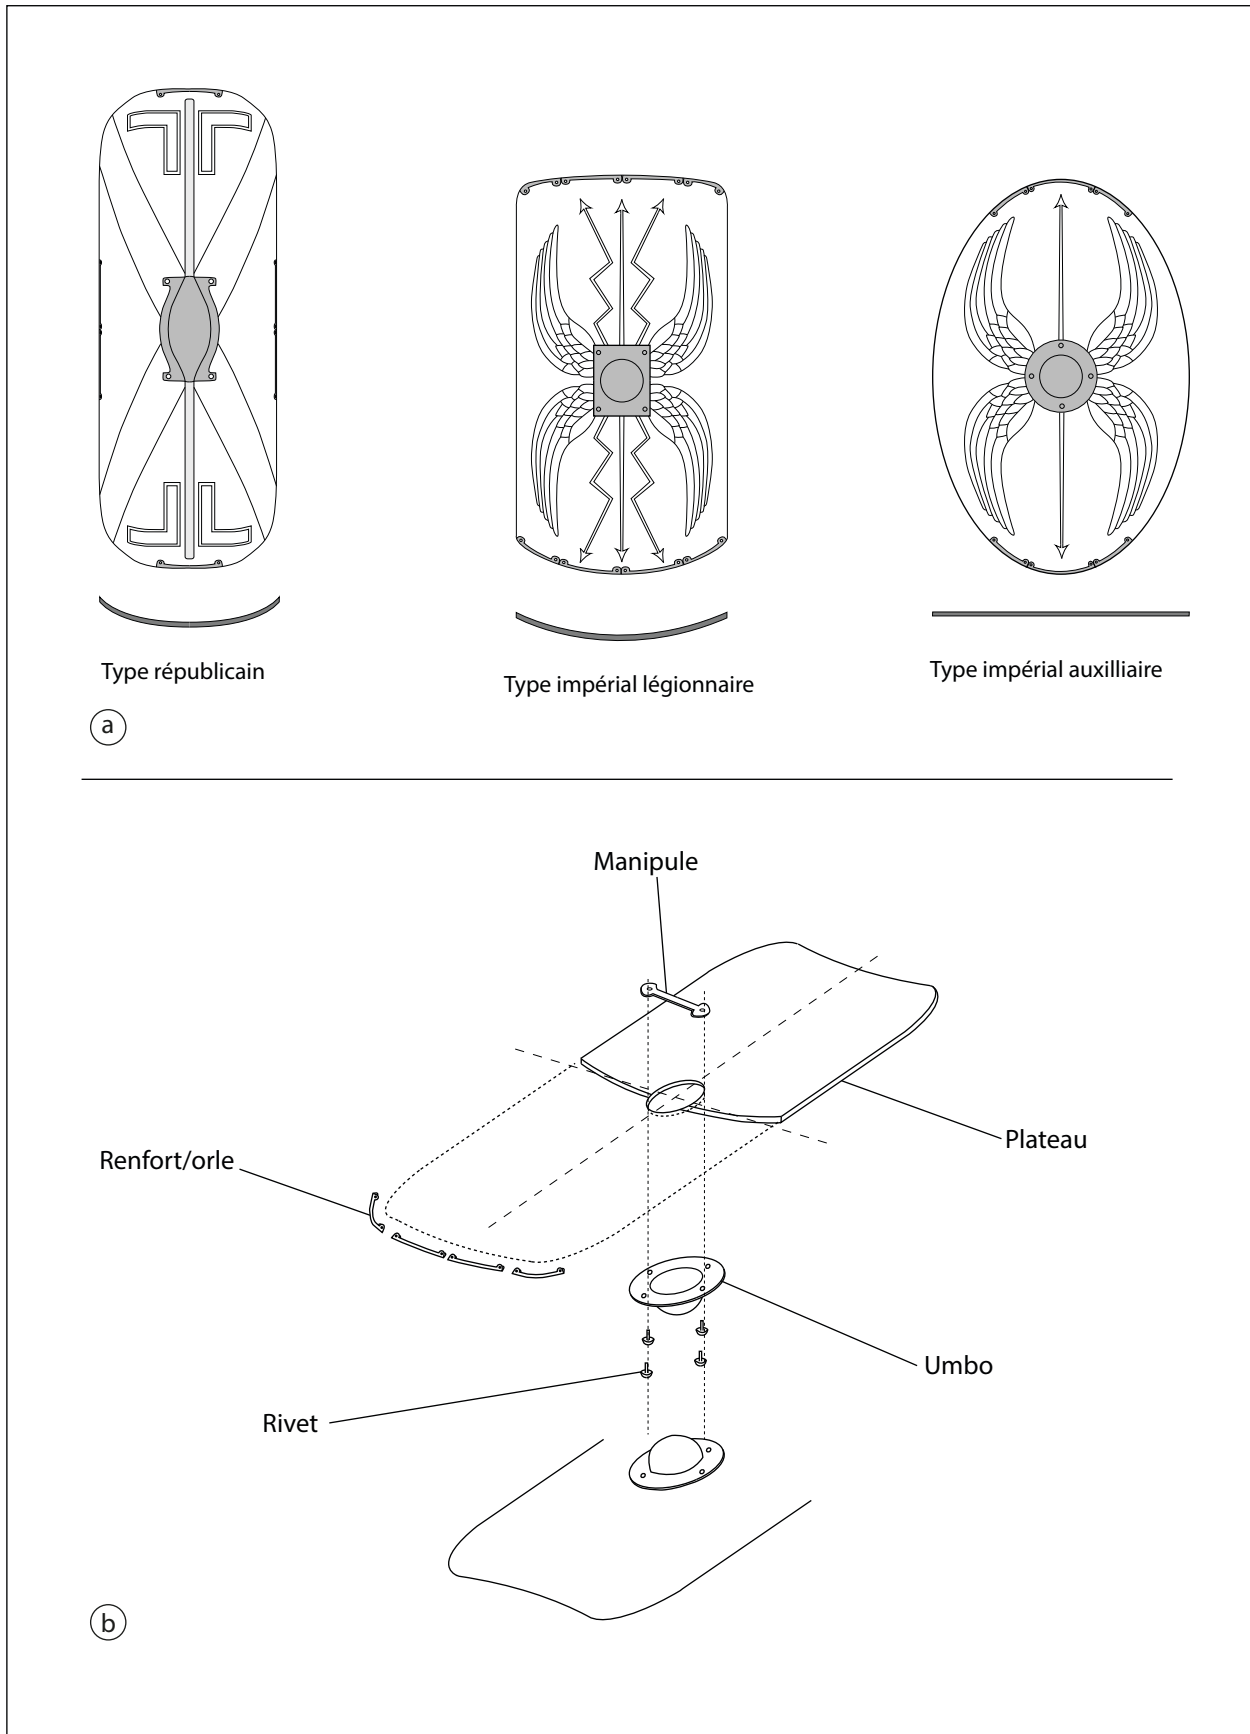 Type républicain
Type impérial légionnaire
Type impérial auxilliaire
a
Manipule
Plateau
Renfort/orle
Umbo
Rivet
b